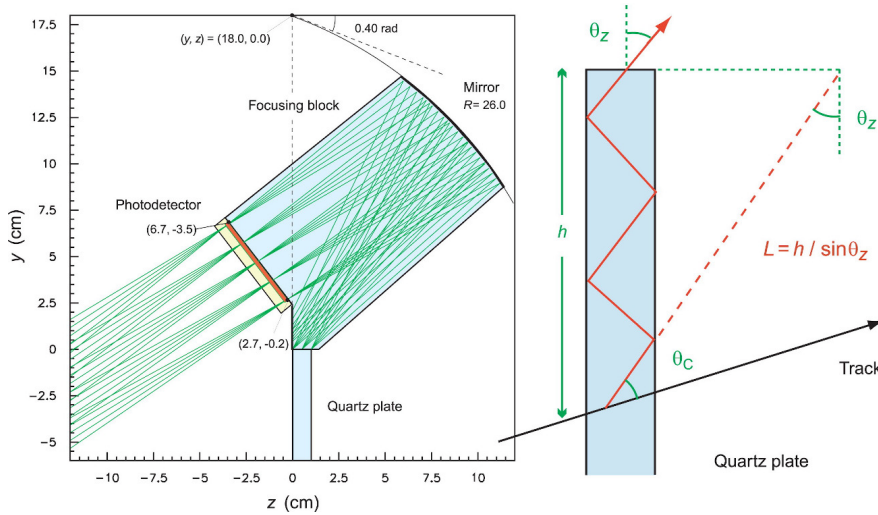 17.5
15
12.5
10
7.5
5
2.5
0
−2.5
−5
−10
−7.5
−5
−2.5
0
2.5
5
7.5
10
y (cm)
z (cm)
(y, z) = (18.0, 0.0)
0.40 rad
Focusing block
Mirror
R= 26.0
Photodetector
(6.7, -3.5)
(2.7, -0.2)
Quartz plate
θz
θz
h
L = h / sinθz
θC
Track
Quartz plate